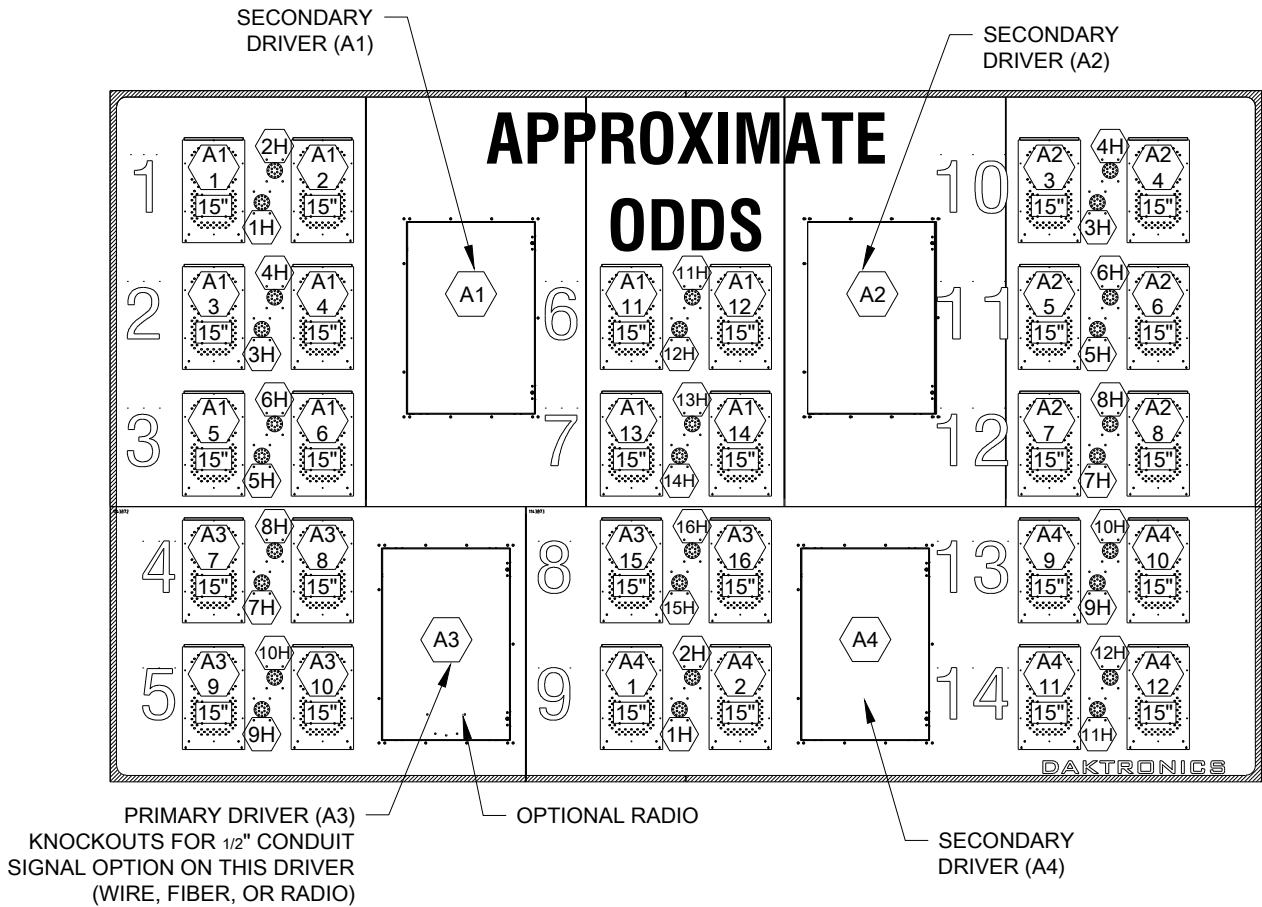 SECONDARY
DRIVER (A1)
SECONDARY
DRIVER (A2)
APPROXIMATE
ODDS
1
A1
1
15"
2H
1H
A1
2
15"
10
A2
3
15"
4H
3H
A2
4
15"
2
A1
3
15"
4H
3H
A1
4
15"
A1
6
A1
11
15"
11H
12H
A1
12
15"
A2
11
A2
5
15"
6H
5H
A2
6
15"
3
A1
5
15"
6H
5H
A1
6
15"
7
A1
13
15"
13H
14H
A1
14
15"
12
A2
7
15"
8H
7H
A2
8
15"
4
A3
7
15"
8H
7H
A3
8
15"
8
A3
15
15"
16H
15H
A3
16
15"
13
A4
9
15"
10H
9H
A4
10
15"
A3
A4
5
A3
9
15"
10H
9H
A3
10
15"
9
A4
1
15"
2H
1H
A4
2
15"
14
A4
11
15"
12H
11H
A4
12
15"
DAKTRONICS
PRIMARY DRIVER (A3)
KNOCKOUTS FOR 1/2" CONDUIT
SIGNAL OPTION ON THIS DRIVER
(WIRE, FIBER, OR RADIO)
OPTIONAL RADIO
SECONDARY
DRIVER (A4)